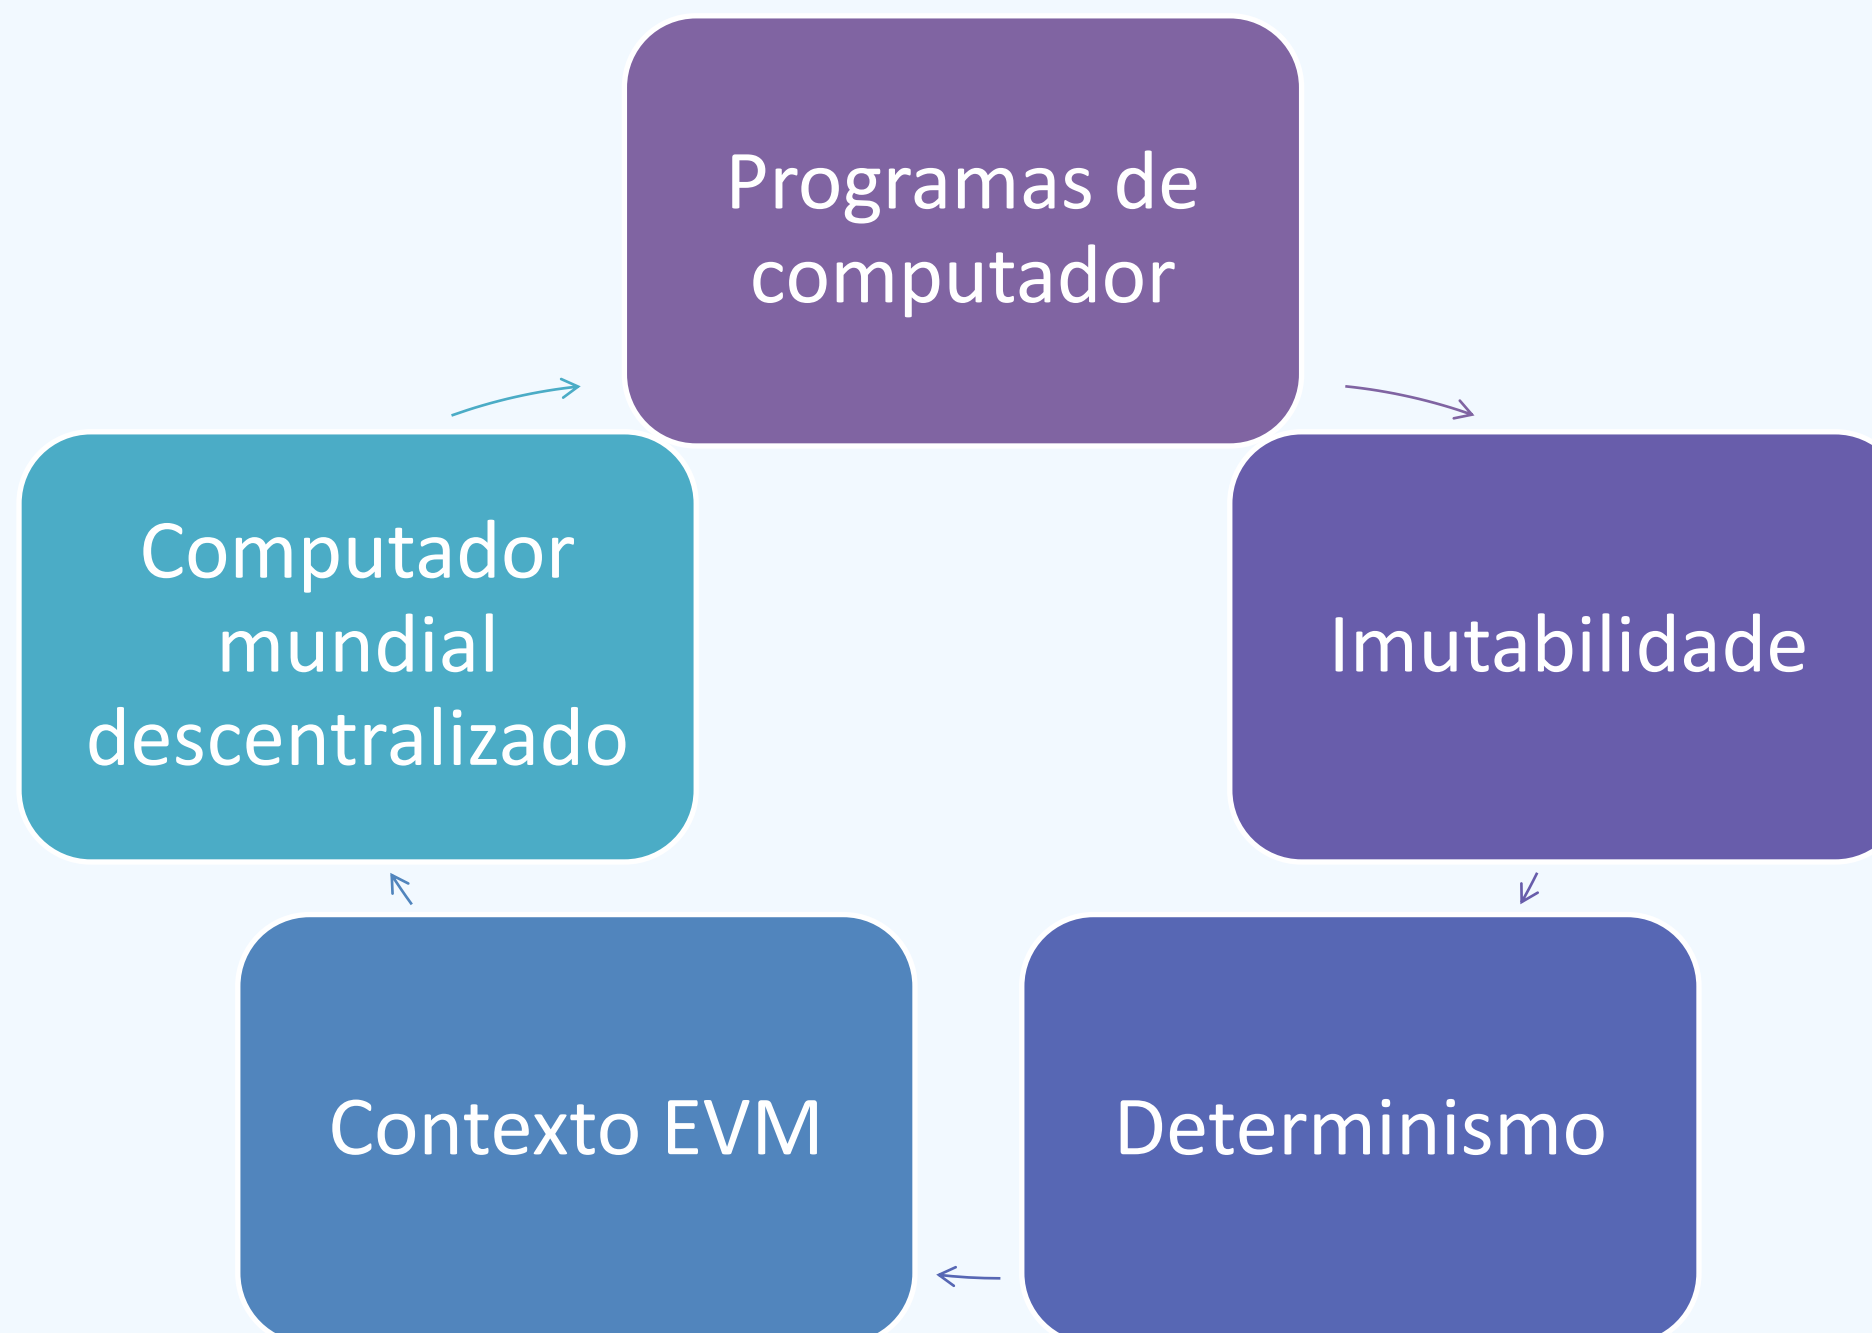 Programas de
computador
Computador
mundial
descentralizado
Imutabilidade
Contexto EVM
Determinismo